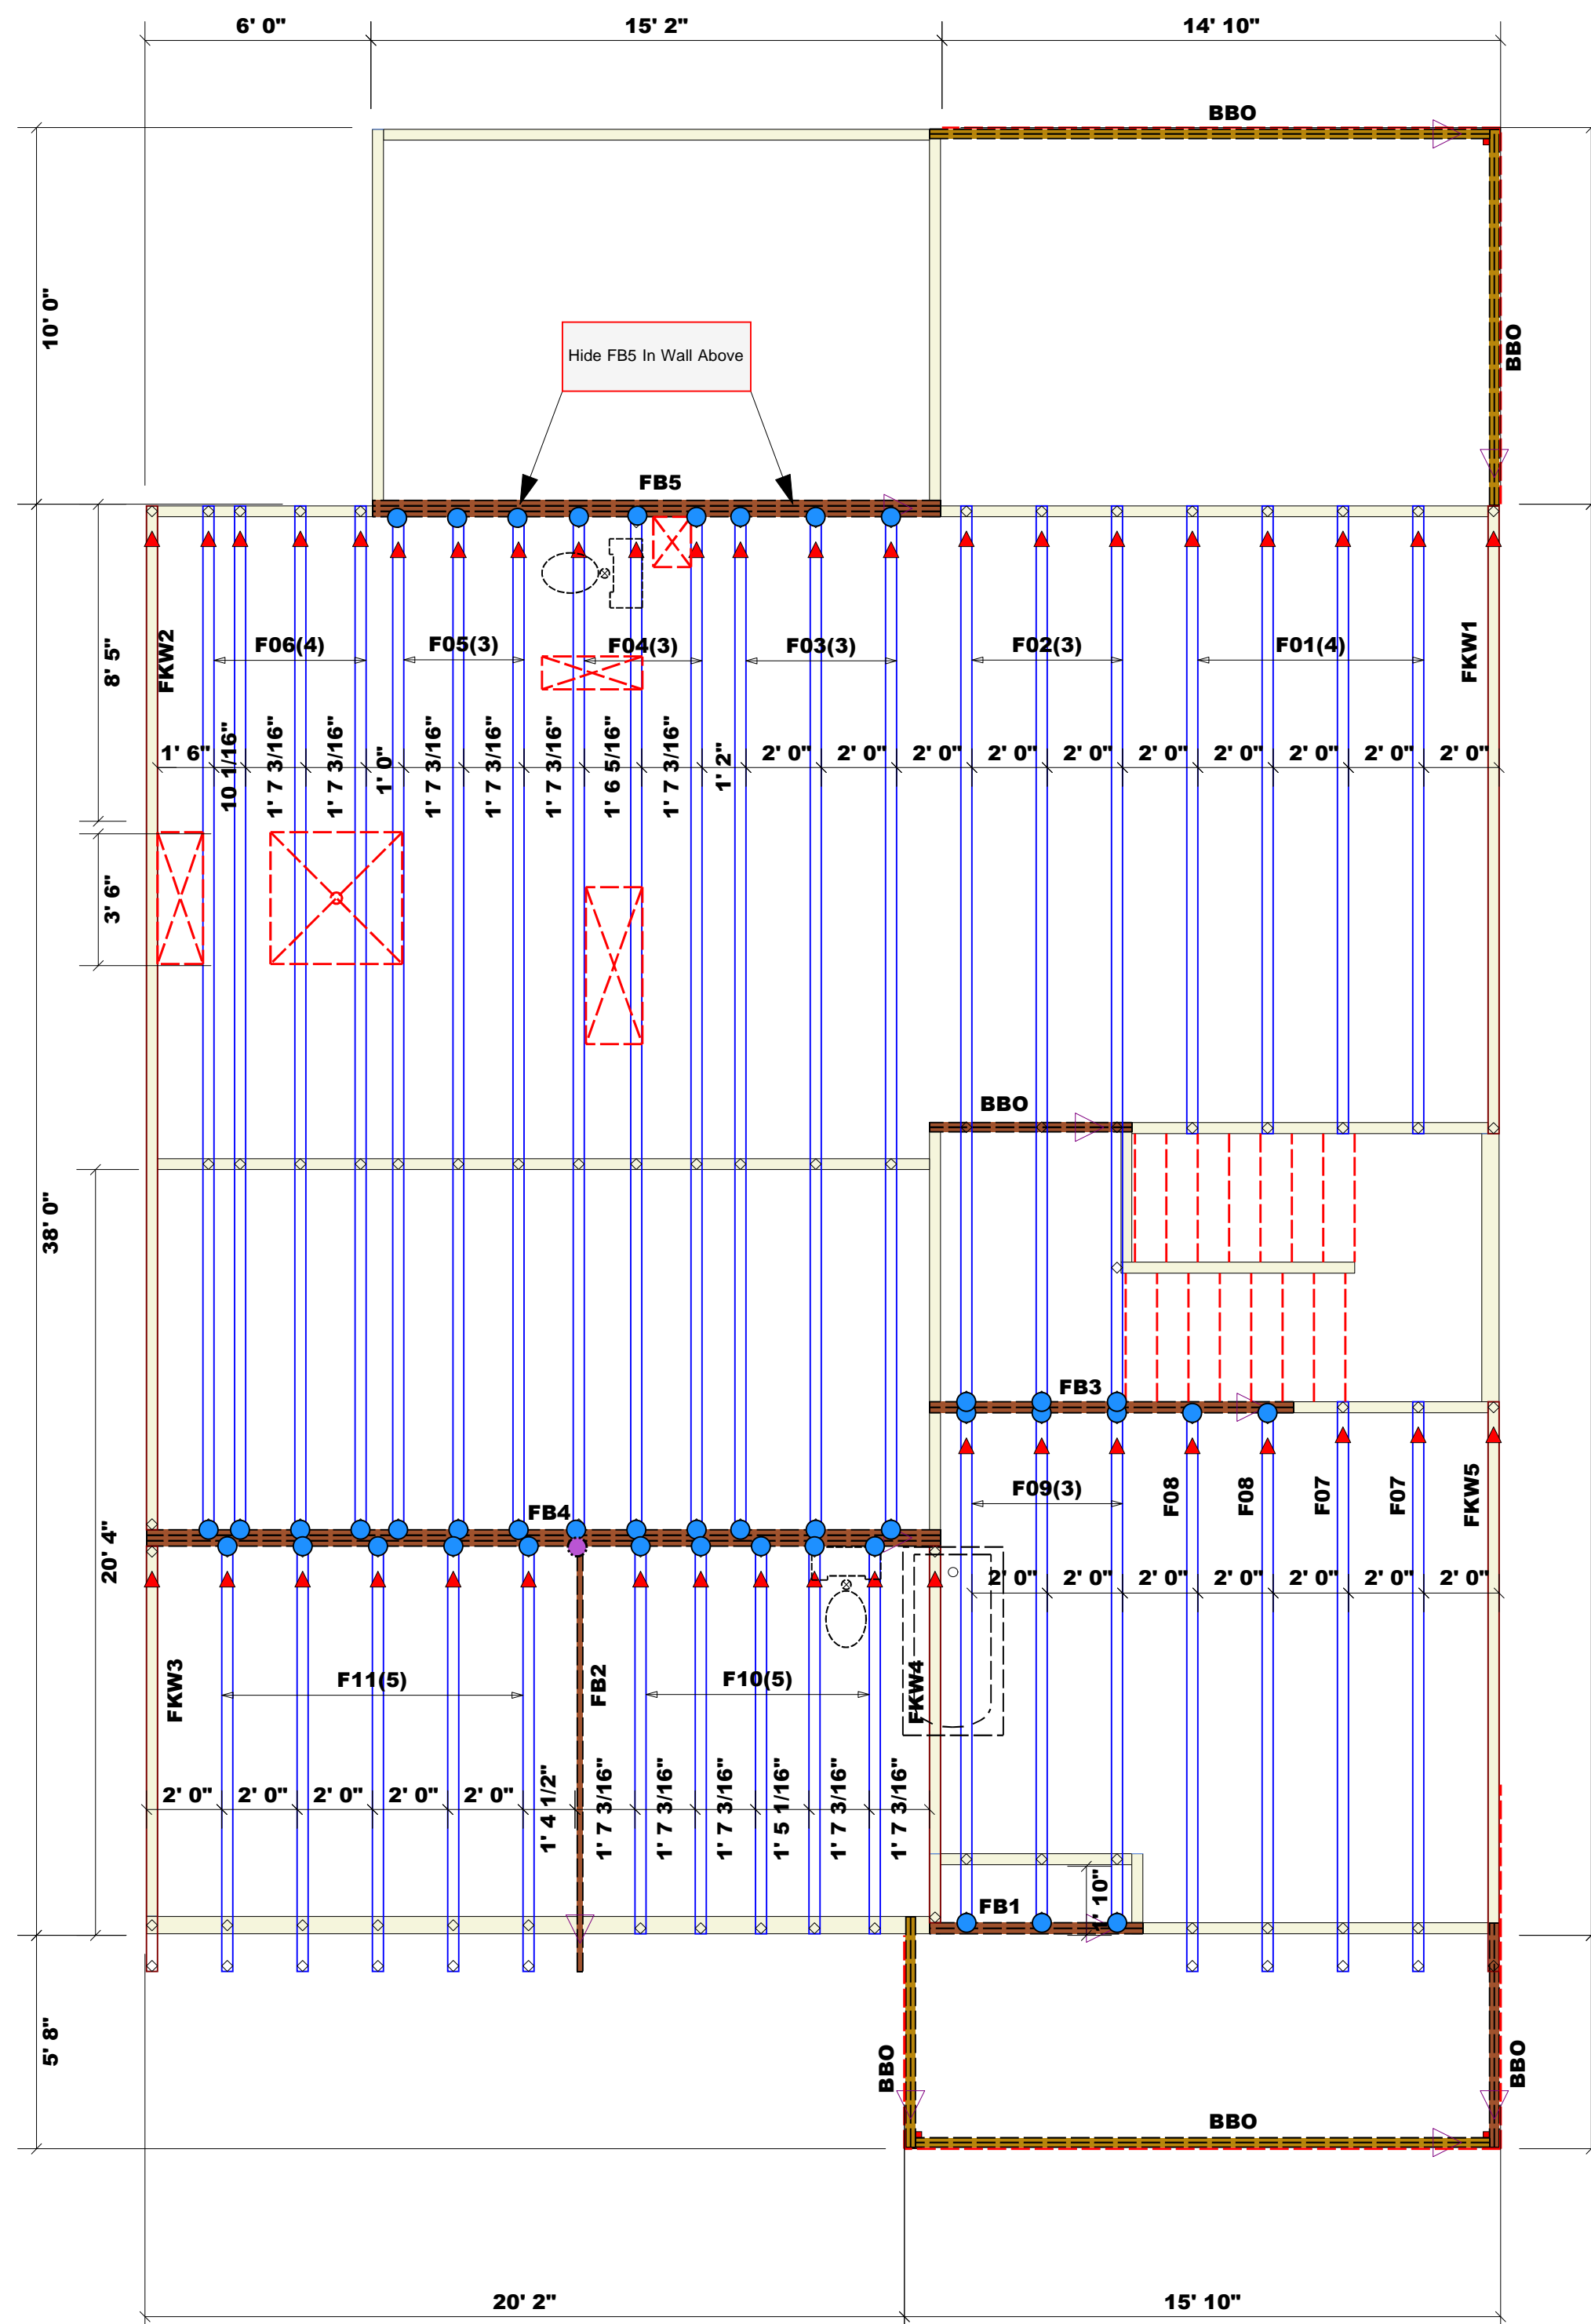 6' 0"
15' 2"
14' 10"
BBO
10' 0"
BBO
Hide FB5 In Wall Above
FB5
8' 5"
FKW2
F06(4)
F05(3)
F04(3)
F03(3)
F02(3)
F01(4)
FKW1
1' 6"
10 1/16"
1' 7 3/16"
1' 7 3/16"
1' 0"
1' 7 3/16"
1' 7 3/16"
1' 7 3/16"
1' 6 5/16"
1' 7 3/16"
1' 2"
2' 0"
2' 0"
2' 0"
2' 0"
2' 0"
2' 0"
2' 0"
2' 0"
2' 0"
2' 0"
3' 6"
BBO
38' 0"
FB3
F09(3)
F08
F08
F07
F07
FKW5
FB4
20' 4"
2' 0"
2' 0"
2' 0"
2' 0"
2' 0"
2' 0"
2' 0"
FKW3
F11(5)
FB2
F10(5)
FKW4
2' 0"
2' 0"
2' 0"
2' 0"
2' 0"
1' 4 1/2"
1' 7 3/16"
1' 7 3/16"
1' 7 3/16"
1' 5 1/16"
1' 7 3/16"
1' 7 3/16"
FB1
1' 10"
5' 8"
BBO
BBO
BBO
20' 2"
15' 10"